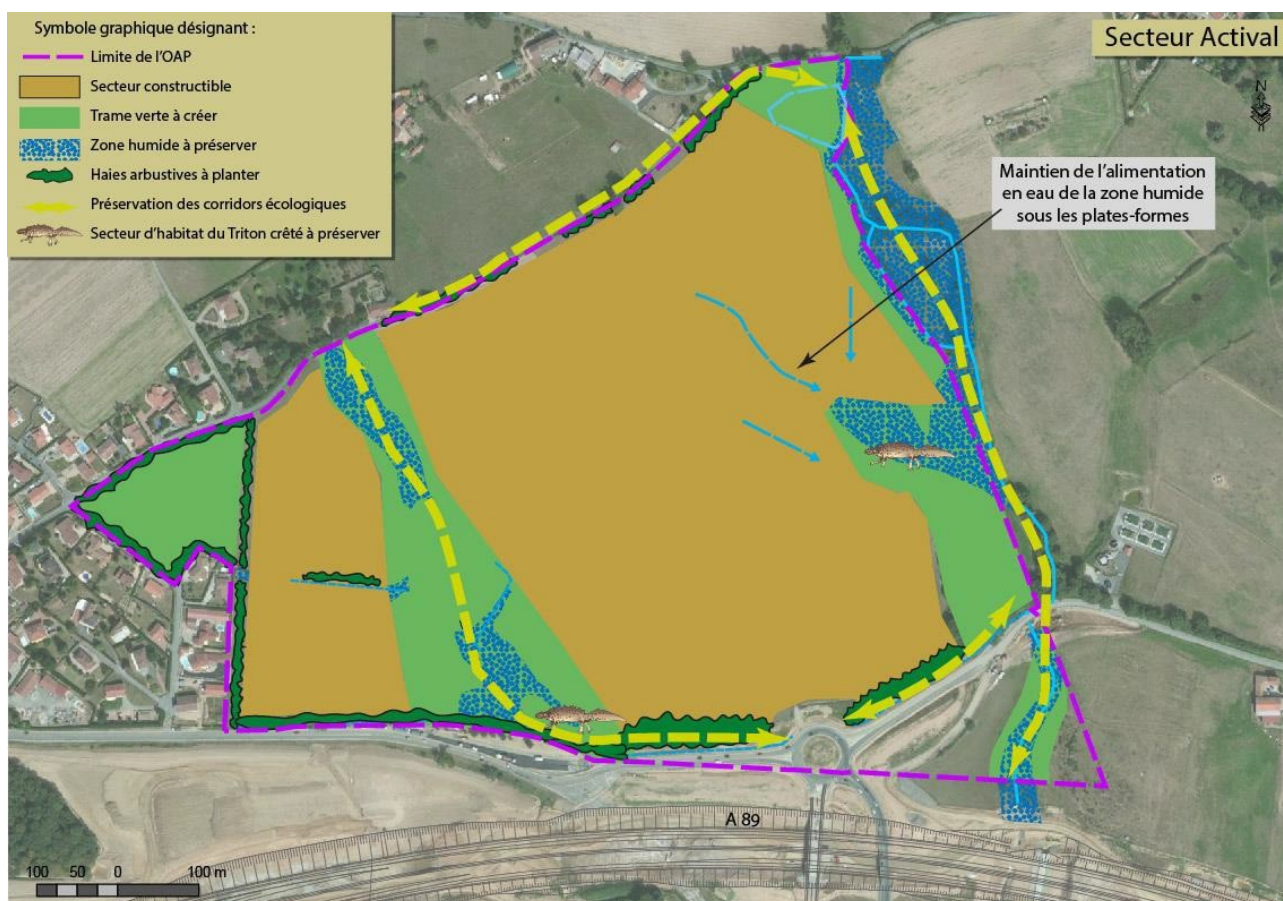 Symbole graphique désignant :
Limite de l'OAP
Secteur constructible
Trame verte à créer
Zone humide à préserver
Haies arbustives à planter
Préservation des corridors écologiques
Secteur d'habitat du Triton crêté à préserver
Secteur Actival
N
Maintien de l'alimentation
en eau de la zone humide
sous les plates-formes
A 89
100 50 0 100 m